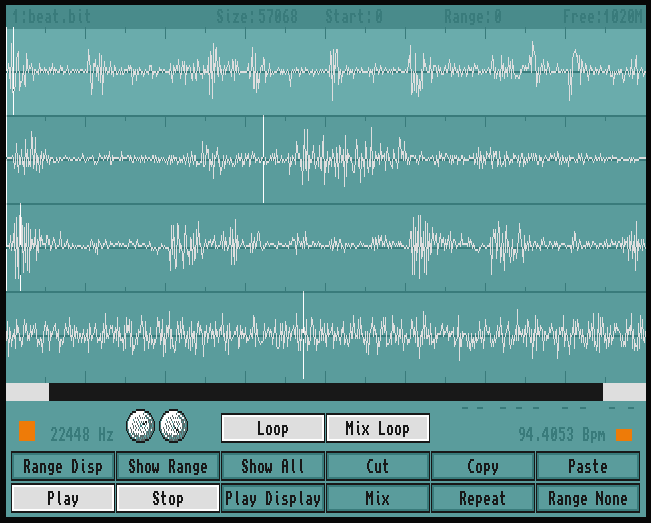 1:beat.bit Size:57068 Start:0 Range:0 Free:1020M
22448 Hz Loop Mix Loop 94.4053 Bpm
Range Disp Show Range Show All Cut Copy Paste
Play Stop Play Display Mix Repeat Range None